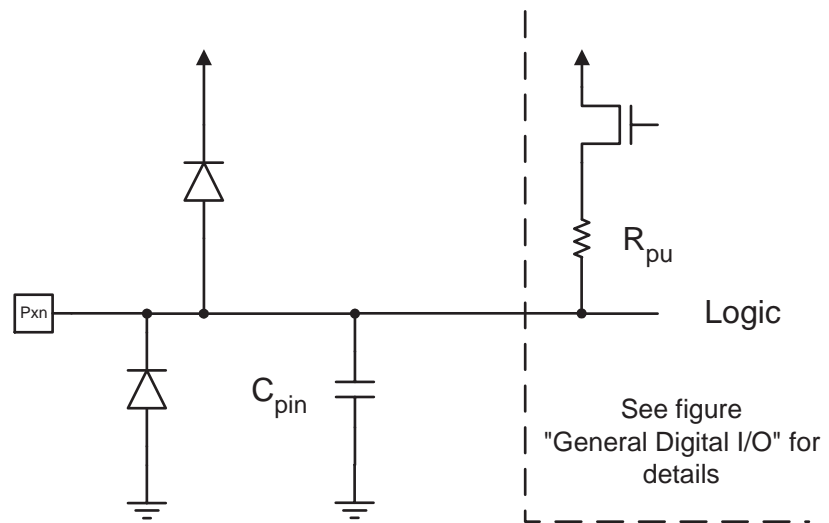 R_pu
Pxn
Logic
C_pin
See figure
"General Digital I/O" for
details